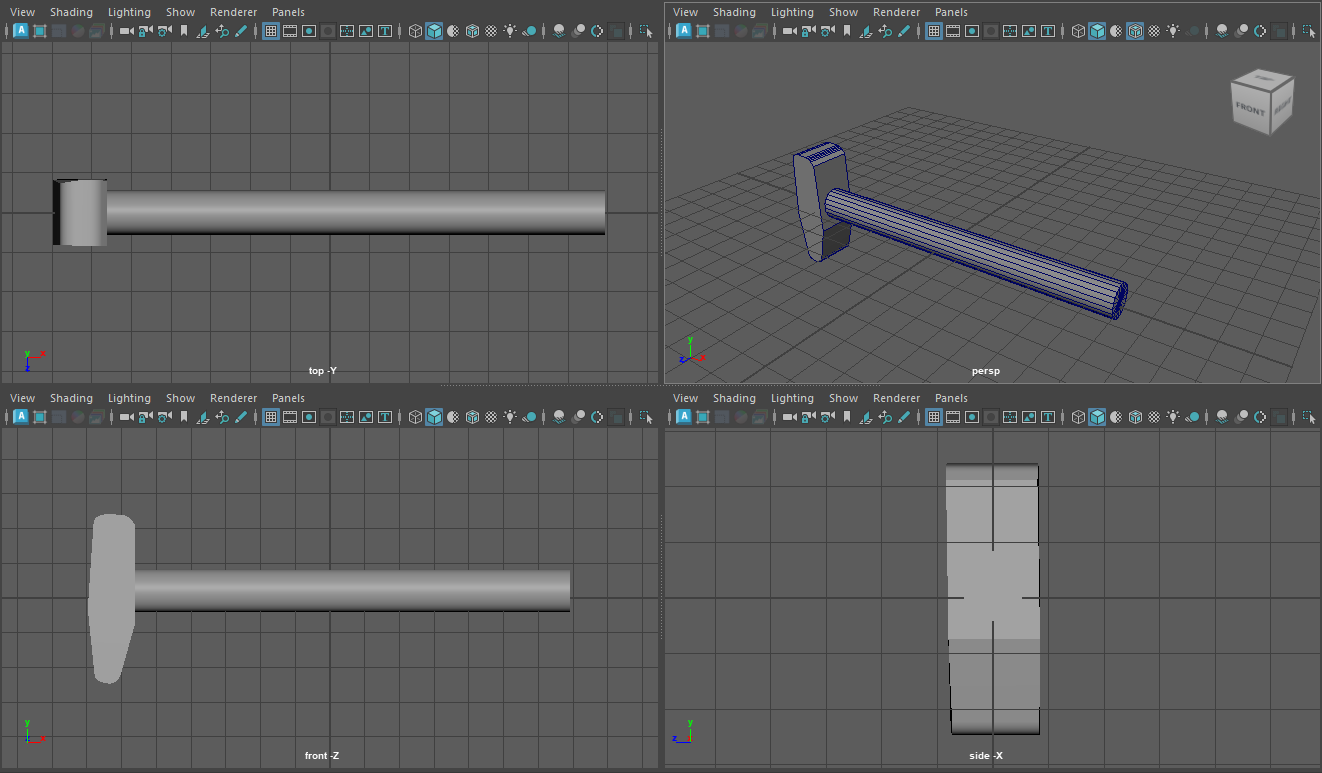 View Shading Lighting Show Renderer Panels
top -Y
y x z
View Shading Lighting Show Renderer Panels
FRONT
y z x
persp
View Shading Lighting Show Renderer Panels
y z x
front -Z
View Shading Lighting Show Renderer Panels
y z
side -X